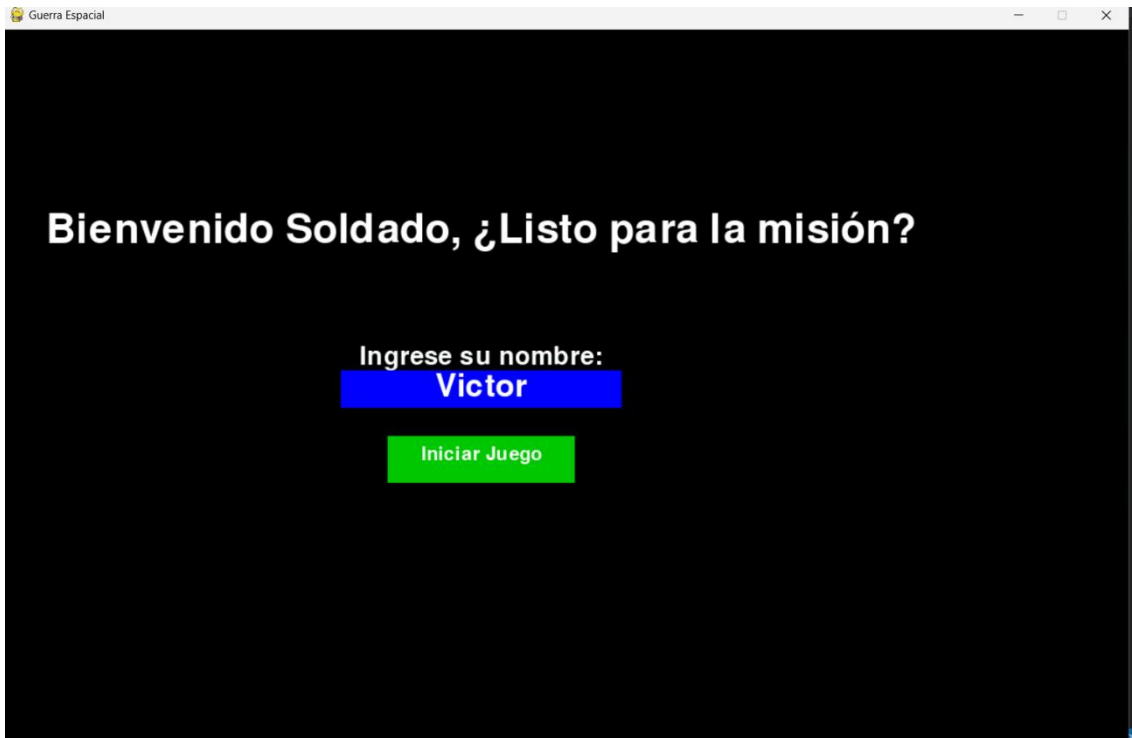 Guerra Espacial
Bienvenido Soldado, ¿Listo para la misión?
Ingrese su nombre:
Victor
Iniciar Juego